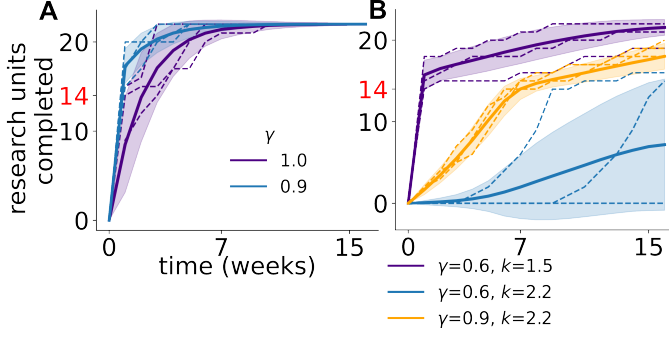 A
B
research units
completed
20
14
10
0
γ
1.0
0.9
0
7
15
time (weeks)
20
14
10
0
0
7
15
γ=0.6, k=1.5
γ=0.6, k=2.2
γ=0.9, k=2.2